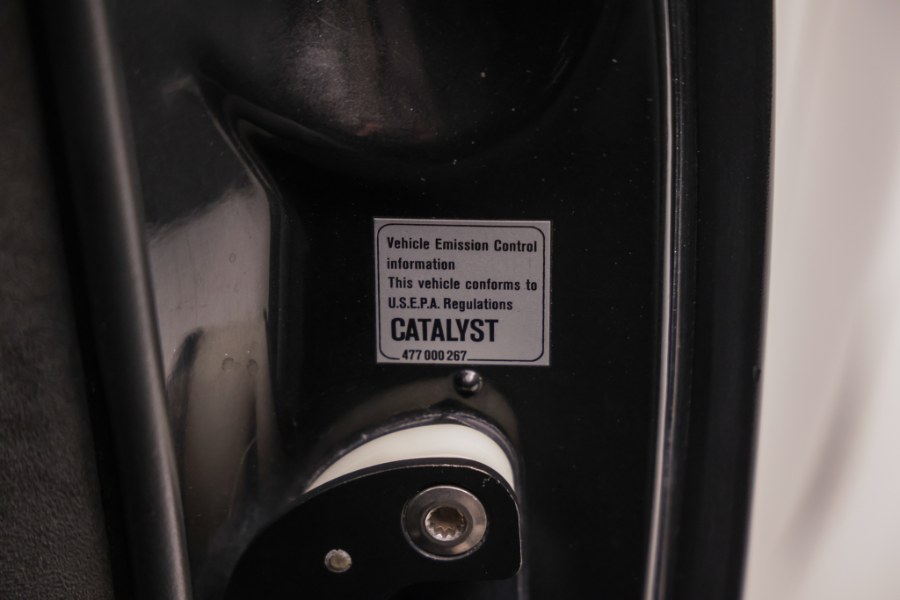 Vehicle Emission Control
information
This vehicle conforms to
U.S.E.P.A. Regulations
CATALYST
477 000 267